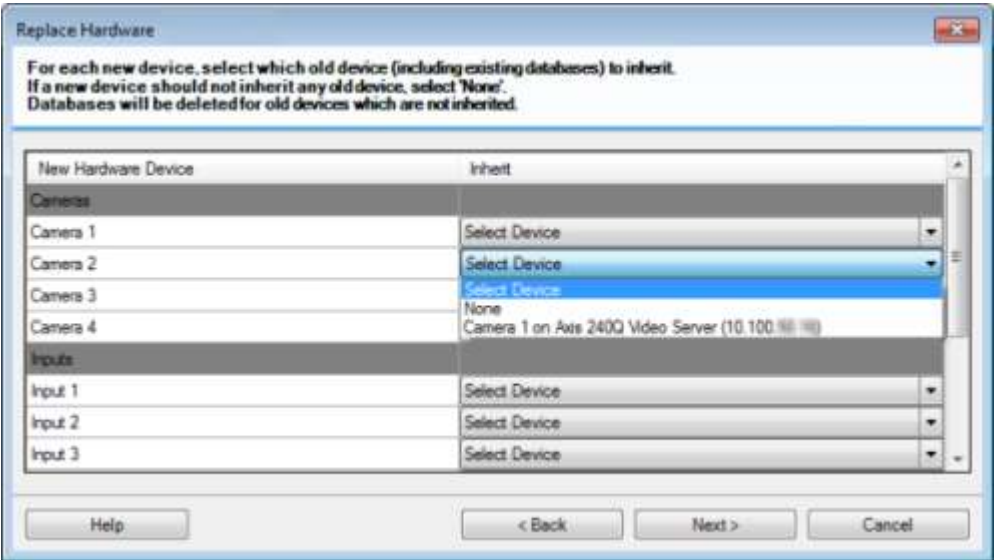 Replace Hardware
For each new device, select which old device (including existing databases) to inherit.
If a new device should not inherit any old device, select 'None'.
Databases will be deleted for old devices which are not inherited.
New Hardware Device Inherit
Cameras
Camera 1 Select Device
Camera 2 Select Device
Select Device
Camera 3
None
Camera 4 Camera 1 on Axis 240Q Video Server (10.100.
Inputs
Input 1 Select Device
Input 2 Select Device
Input 3 Select Device
Help < Back Next > Cancel